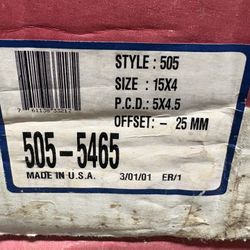 STYLE : 505
SIZE : 15X4
P.C.D.: 5X4.5
OFFSET: - 25 MM
505-5465
MADE IN U.S.A. 3/01/01 ER/1